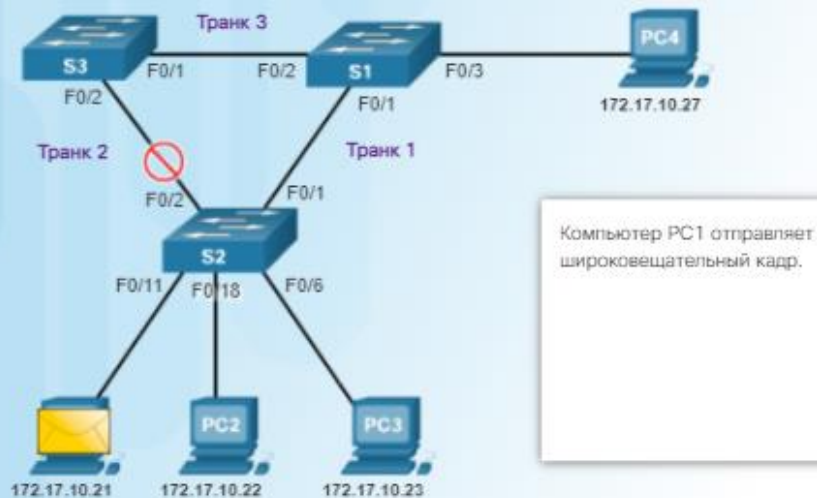 Транк 3
S3
F0/1
F0/2
S1
F0/3
PC4
F0/2
F0/1
172.17.10.27
Транк 2
Транк 1
F0/2
F0/1
S2
F0/11
F0/18
F0/6
Компьютер PC1 отправляет
широковещательный кадр.
PC2
PC3
172.17.10.21
172.17.10.22
172.17.10.23